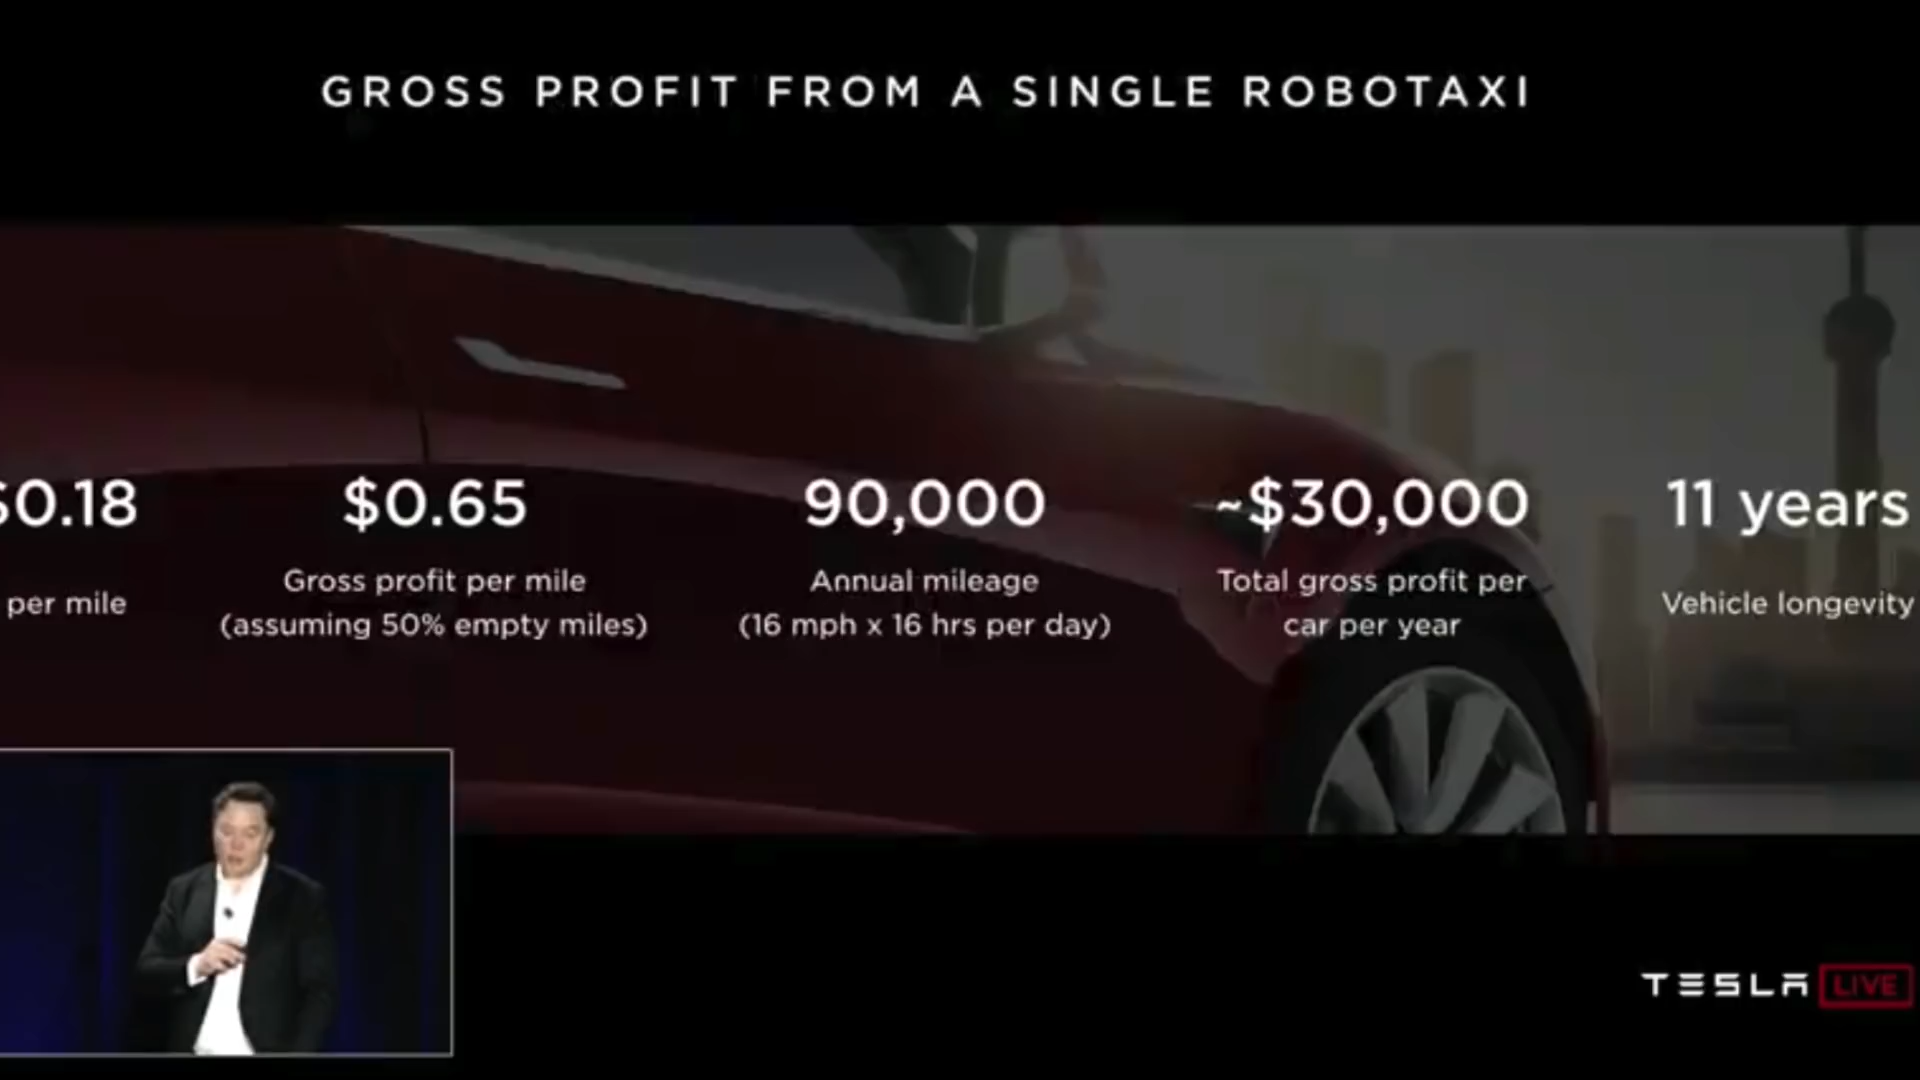 GROSS PROFIT FROM A SINGLE ROBOTAXI
$0.18
per mile
$0.65
Gross profit per mile
(assuming 50% empty miles)
90,000
Annual mileage
(16 mph x 16 hrs per day)
~$30,000
Total gross profit per
car per year
11 years
Vehicle longevity
TESLA LIVE